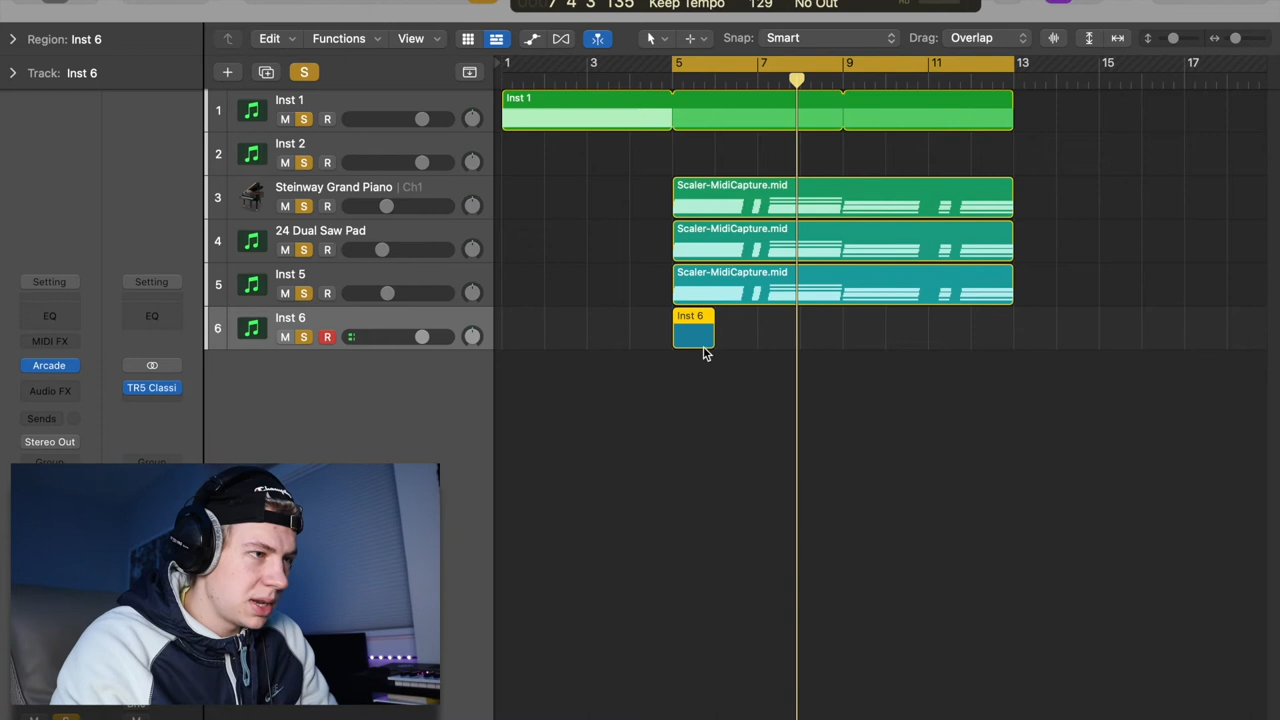 7 4 3 135 Keep Tempo 129 No Out
Region: Inst 6 Edit Functions View Snap: Smart Drag: Overlap
Track: Inst 6 S 1 3 5 7 9 11 13 15 17
1 Inst 1 Inst 1
M S R
2 Inst 2
M S R
3 Steinway Grand Piano | Ch1 Scaler-MidiCapture.mid
M S R
4 24 Dual Saw Pad Scaler-MidiCapture.mid
M S R
5 Inst 5 Scaler-MidiCapture.mid
M S R
6 Inst 6 Inst 6
M S R
Setting Setting
EQ EQ
MIDI FX
Arcade
Audio FX TR5 Classi
Sends
Stereo Out
Group Group
Champion